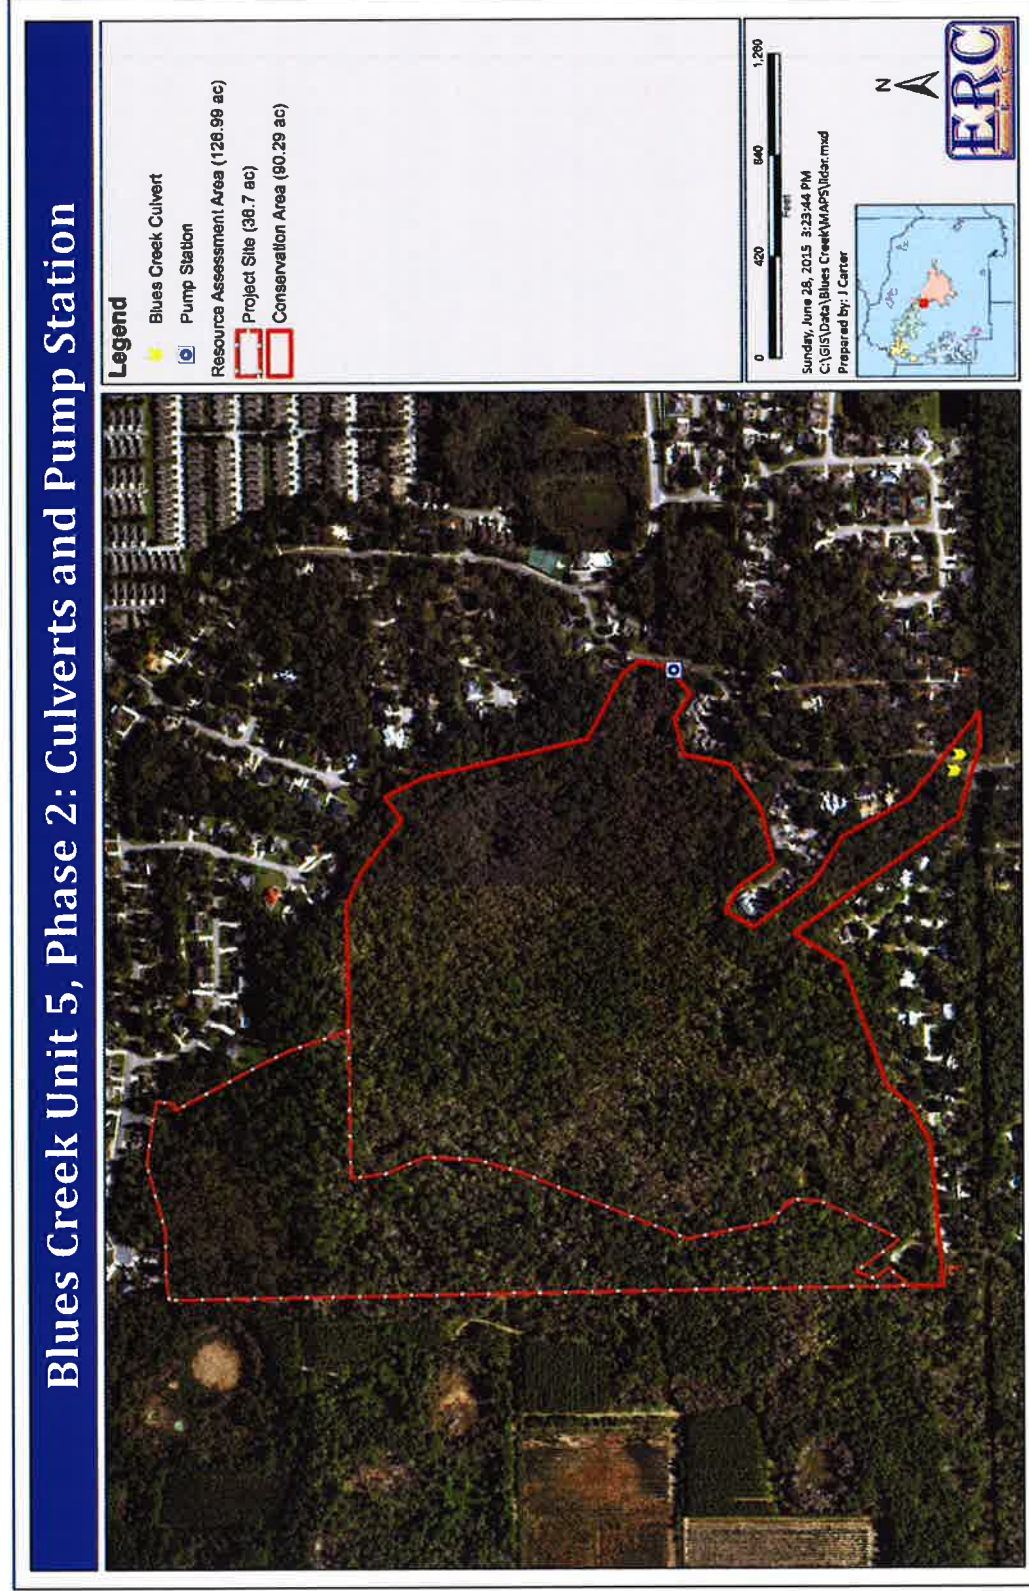 Blues Creek Unit 5, Phase 2: Culverts and Pump Station
Legend
Blues Creek Culvert
Pump Station
Resource Assessment Area (126.99 ac)
Project Site (36.7 ac)
Conservation Area (90.29 ac)
0 420 840 1,260
Feet
Sunday, June 28, 2015 3:23:44 PM
C:\GIS\Data\Blues Creek\MAPS\lidar.mxd
Prepared by: J Carter
N
ERC